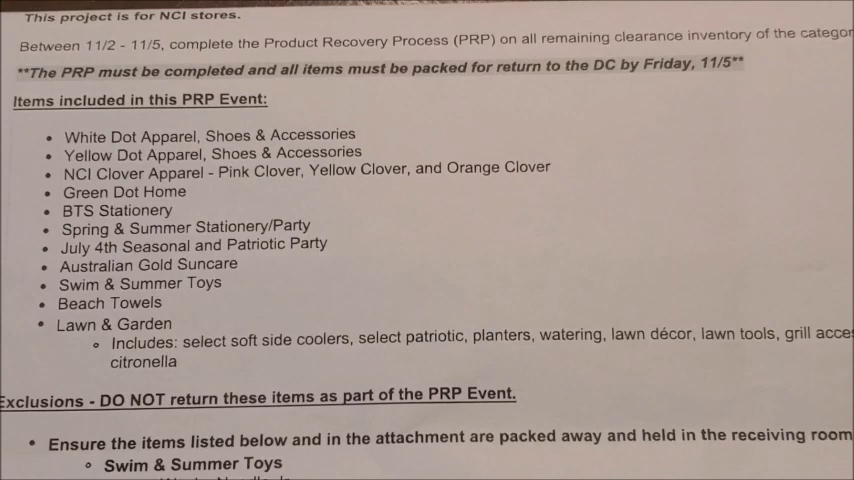 This project is for NCI stores.
Between 11/2 - 11/5, complete the Product Recovery Process (PRP) on all remaining clearance inventory of the
**The PRP must be completed and all items must be packed for return to the DC by Friday, 11/5**
Items included in this PRP Event:
• White Dot Apparel, Shoes & Accessories
• Yellow Dot Apparel, Shoes & Accessories
• NCI Clover Apparel - Pink Clover, Yellow Clover, and Orange Clover
• Green Dot Home
• BTS Stationery
• Spring & Summer Stationery/Party
• July 4th Seasonal and Patriotic Party
• Australian Gold Suncare
• Swim & Summer Toys
• Beach Towels
• Lawn & Garden
∘ Includes: select soft side coolers, select patriotic, planters, watering, lawn décor, lawn tools, grill
citronella
Exclusions - DO NOT return these items as part of the PRP Event.
• Ensure the items listed below and in the attachment are packed away and held in the receiving room
∘ Swim & Summer Toys